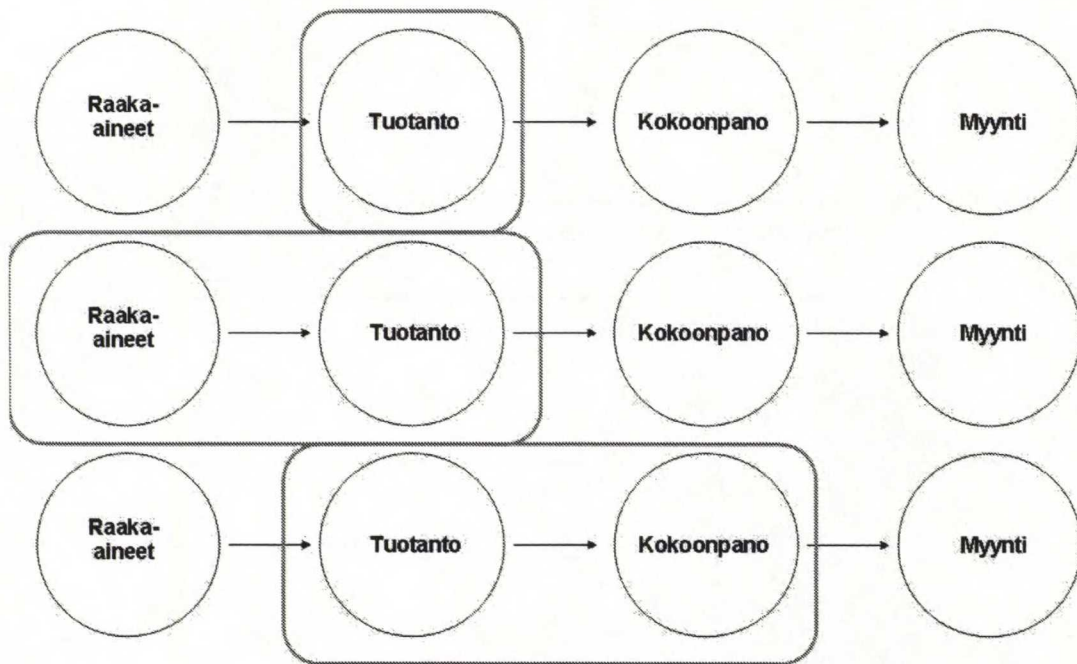 Raaka-
aineet
Tuotanto
Kokoonpano
Myynti
Raaka-
aineet
Tuotanto
Kokoonpano
Myynti
Raaka-
aineet
Tuotanto
Kokoonpano
Myynti